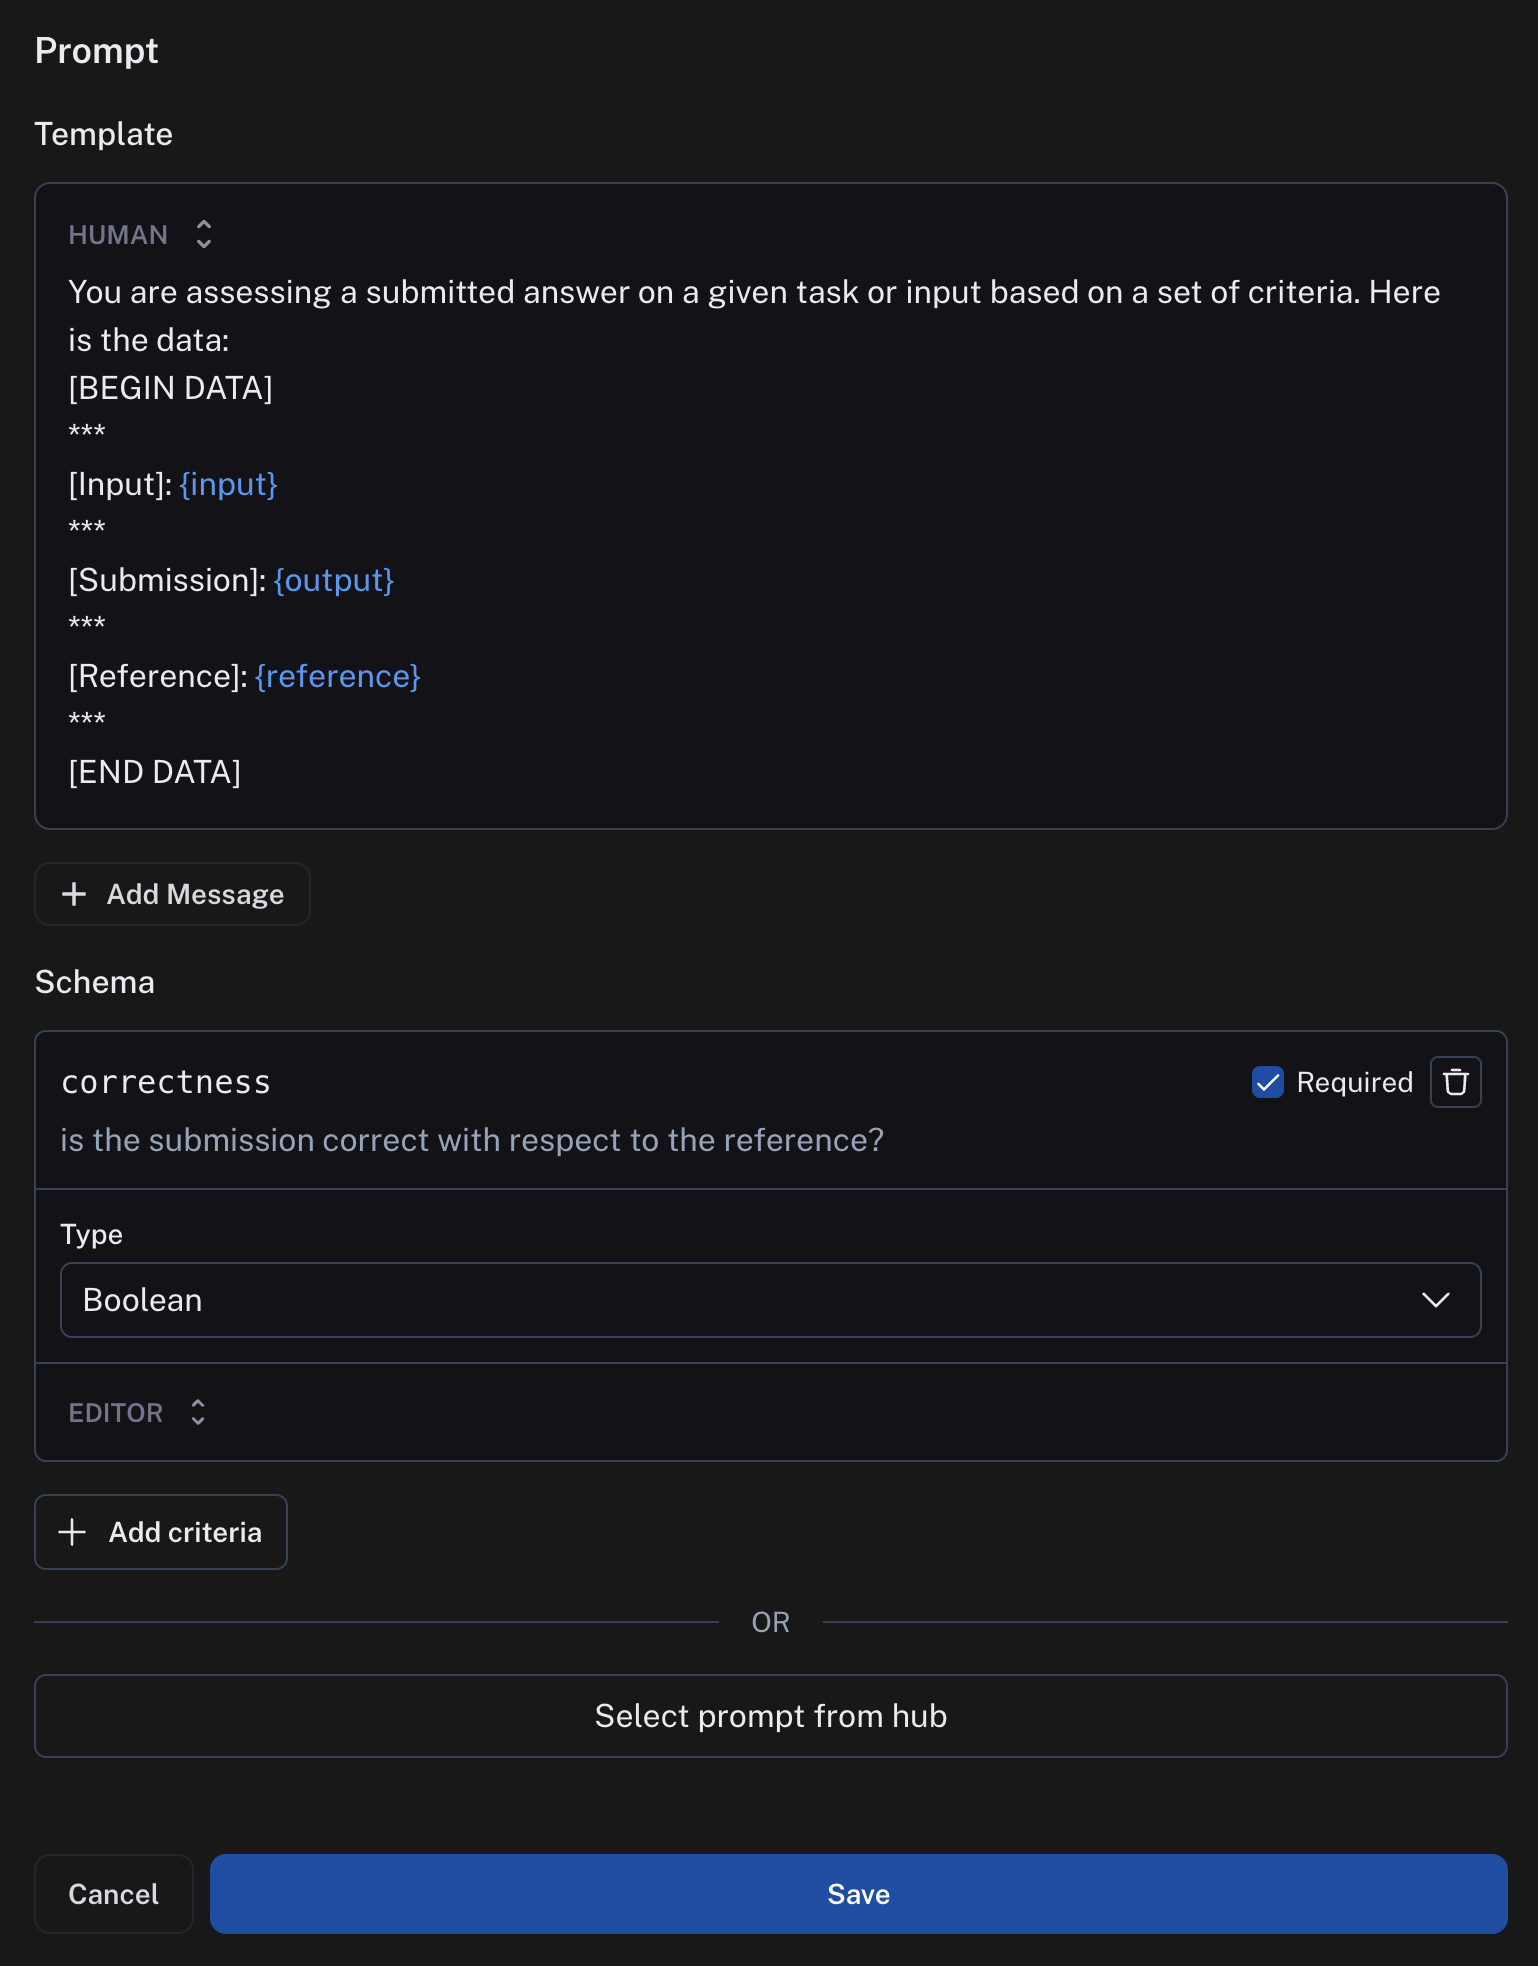 Prompt
Template
HUMAN
You are assessing a submitted answer on a given task or input based on a set of criteria. Here
is the data:
[BEGIN DATA]
***
[Input]: {input}
***
[Submission]: {output}
***
[Reference]: {reference}
***
[END DATA]
Add Message
Schema
correctness
Required
is the submission correct with respect to the reference?
Type
Boolean
EDITOR
Add criteria
OR
Select prompt from hub
Cancel
Save